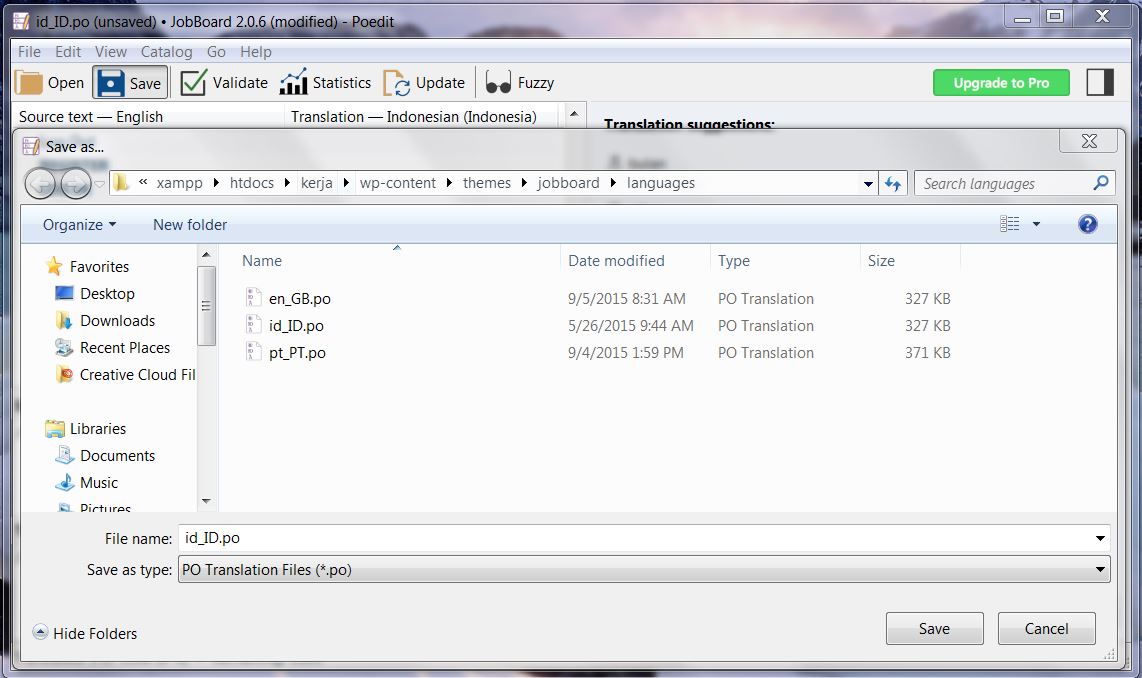 id_ID.po (unsaved) • JobBoard 2.0.6 (modified) - Poedit
File Edit View Catalog Go Help
Open Save Validate Statistics Update Fuzzy Upgrade to Pro
Source text — English Translation — Indonesian (Indonesia)
Translation suggestions:
Save as...
« xampp htdocs kerja wp-content themes jobboard languages Search languages
Organize New folder
Name Date modified Type Size
Favorites
Desktop
Downloads
Recent Places
Creative Cloud Fil
Libraries
Documents
Music
Pictures
en_GB.po 9/5/2015 8:31 AM PO Translation 327 KB
id_ID.po 5/26/2015 9:44 AM PO Translation 327 KB
pt_PT.po 9/4/2015 1:59 PM PO Translation 371 KB
File name: id_ID.po
Save as type: PO Translation Files (*.po)
Hide Folders Save Cancel